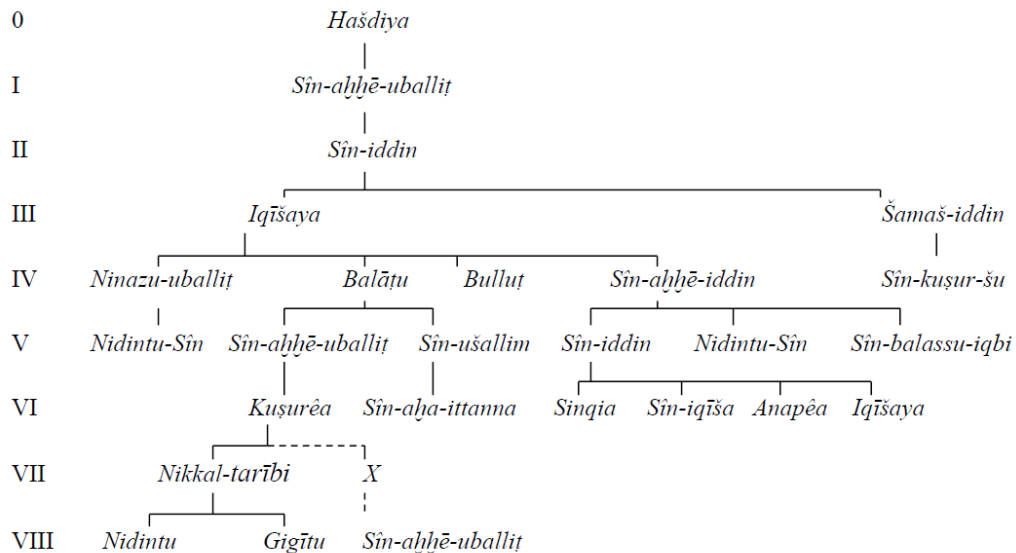 0 Hašdiya
I Sîn-aḫḫē-uballiṭ
II Sîn-iddin
III Iqīšaya Šamaš-iddin
IV Ninazu-uballiṭ Balāṭu Bulluṭ Sîn-aḫḫē-iddin Sîn-kuṣur-šu
V Nidintu-Sîn Sîn-aḫḫē-uballiṭ Sîn-ušallim Sîn-iddin Nidintu-Sîn Sîn-balassu-iqbi
VI Kuṣurêa Sîn-aḫa-ittanna Sinqia Sîn-iqīša Anapêa Iqīšaya
VII Nikkal-tarībi X
VIII Nidintu Gigītu Sîn-aḫḫē-uballiṭ